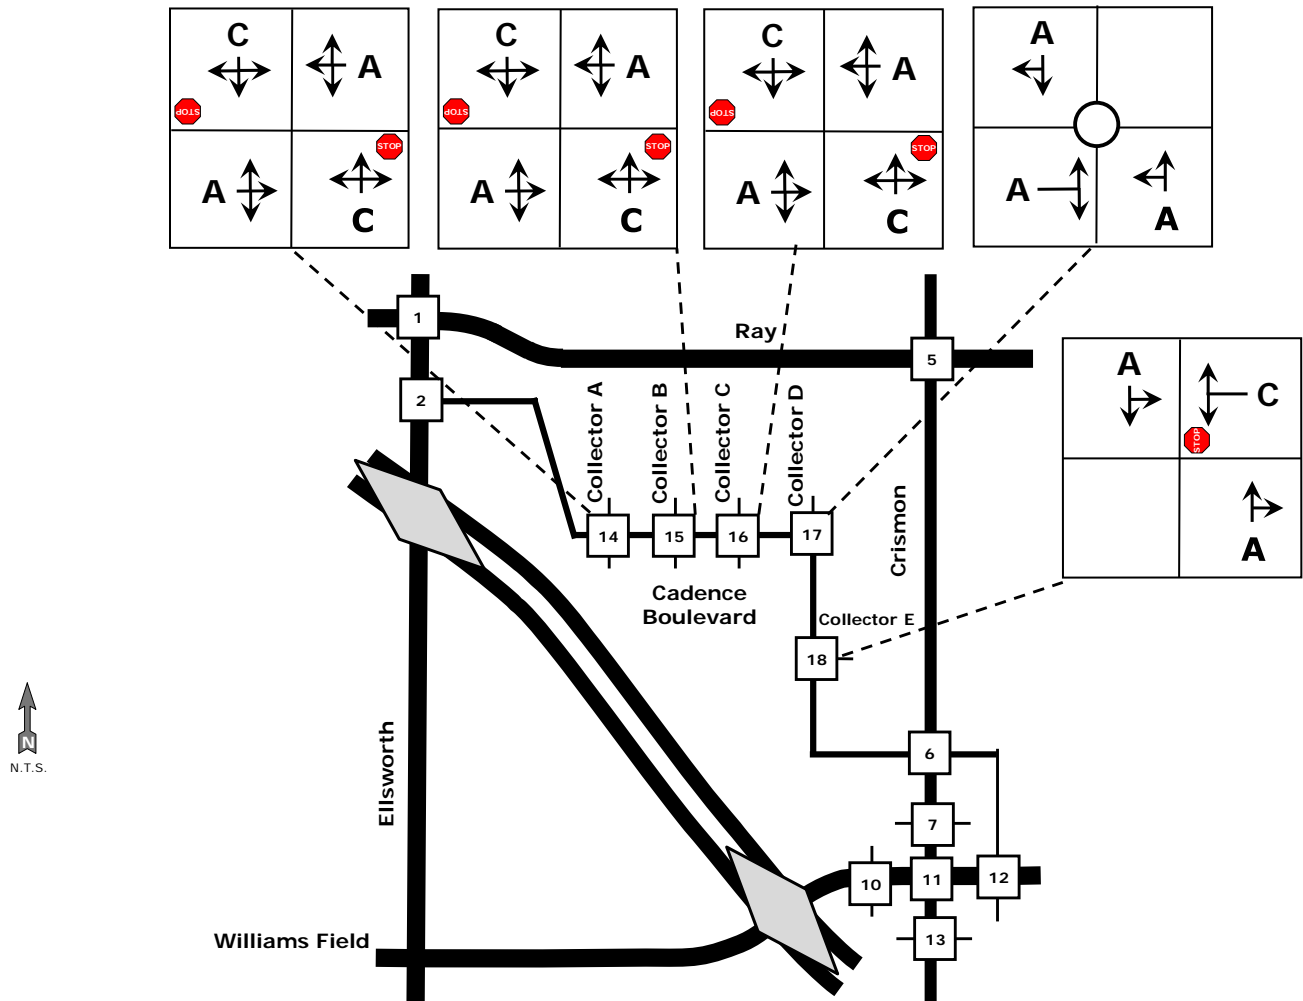 C
A
STOP
STOP
A
C
C
A
STOP
STOP
A
C
C
A
STOP
STOP
A
C
A
A
A
1
Ray
5
A
C
STOP
A
2
Collector A
Collector B
Collector C
Collector D
Crismon
14
15
16
17
Cadence
Boulevard
Collector E
18
N
N.T.S.
Ellsworth
6
7
10
11
12
Williams Field
13